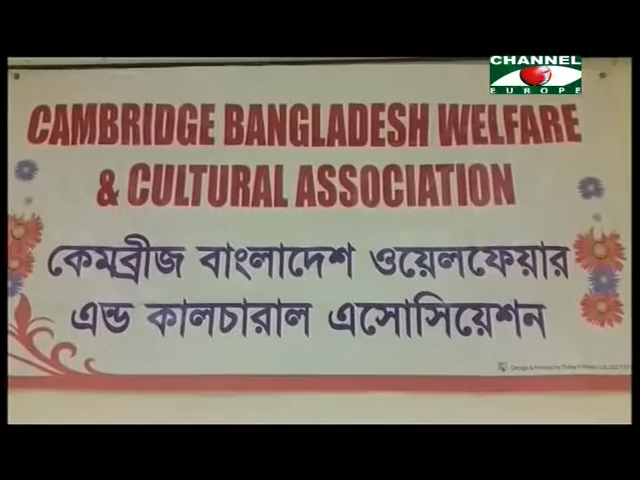 CHANNEL
EUROPE
CAMBRIDGE BANGLADESH WELFARE
& CULTURAL ASSOCIATION
কেমব্রীজ বাংলাদেশ ওয়েলফেয়ার
এন্ড কালচারাল এসোসিয়েশন